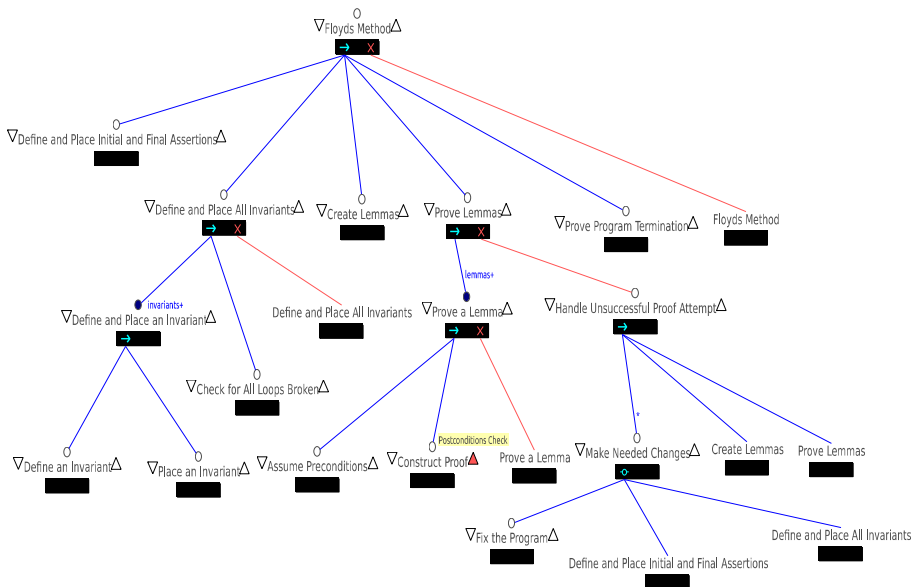 Floyds Method
Define and Place Initial and Final Assertions
Define and Place All Invariants
Create Lemmas
Prove Lemmas
Prove Program Termination
Floyds Method
lemmas+
invariants+
Define and Place an Invariant
Define and Place All Invariants
Prove a Lemma
Handle Unsuccessful Proof Attempt
Check for All Loops Broken
*
Postconditions Check
Define an Invariant
Place an Invariant
Assume Preconditions
Construct Proof
Prove a Lemma
Make Needed Changes
Create Lemmas
Prove Lemmas
Fix the Program
Define and Place Initial and Final Assertions
Define and Place All Invariants